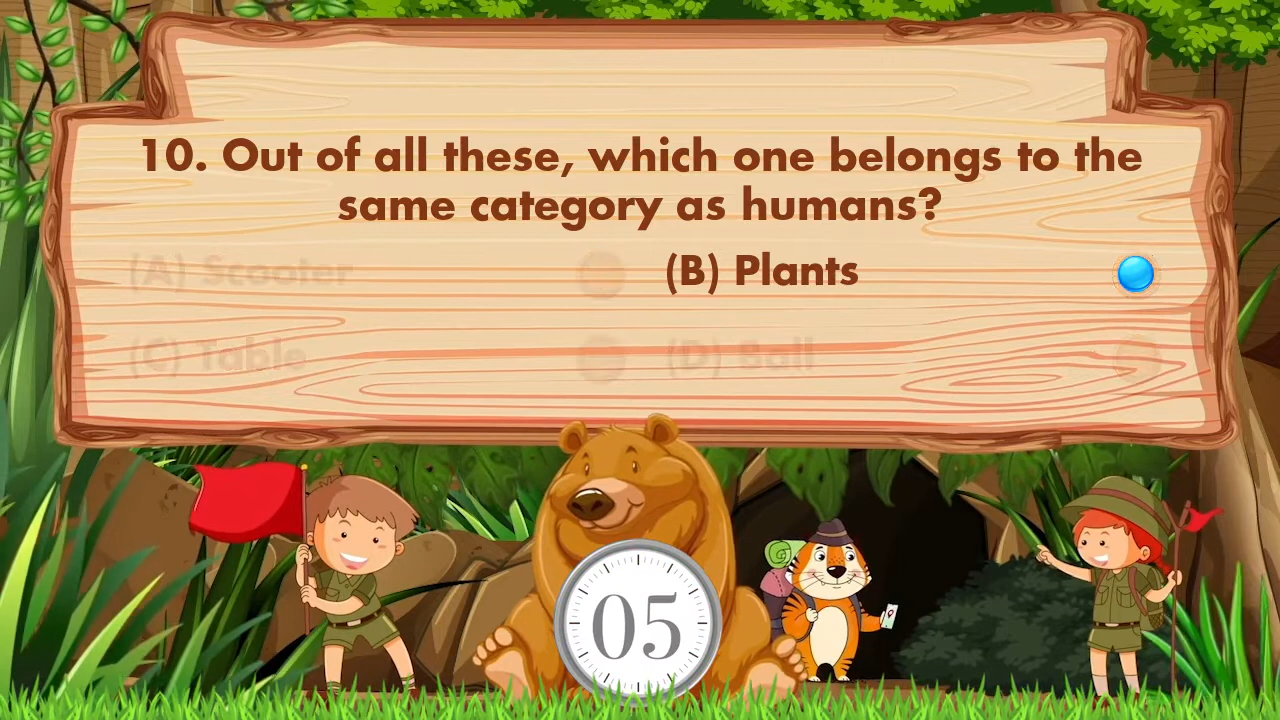 10. Out of all these, which one belongs to the
same category as humans?
(A) Scooter
(B) Plants
(C) Table
(D) Ball
05